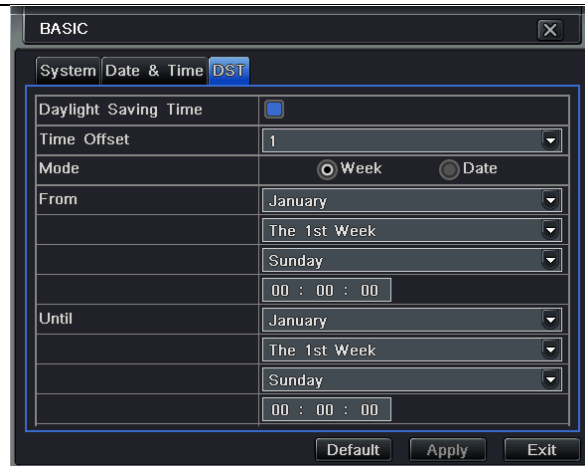 BASIC
System Date & Time DST
Daylight Saving Time
Time Offset 1
Mode Week Date
From January
The 1st Week
Sunday
00 : 00 : 00
Until January
The 1st Week
Sunday
00 : 00 : 00
Default Apply Exit